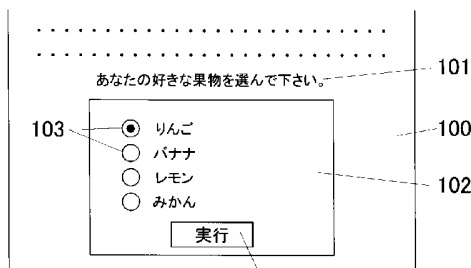 あなたの好きな果物を選んで下さい。
101
103
りんご
100
バナナ
レモン
102
みかん
実行